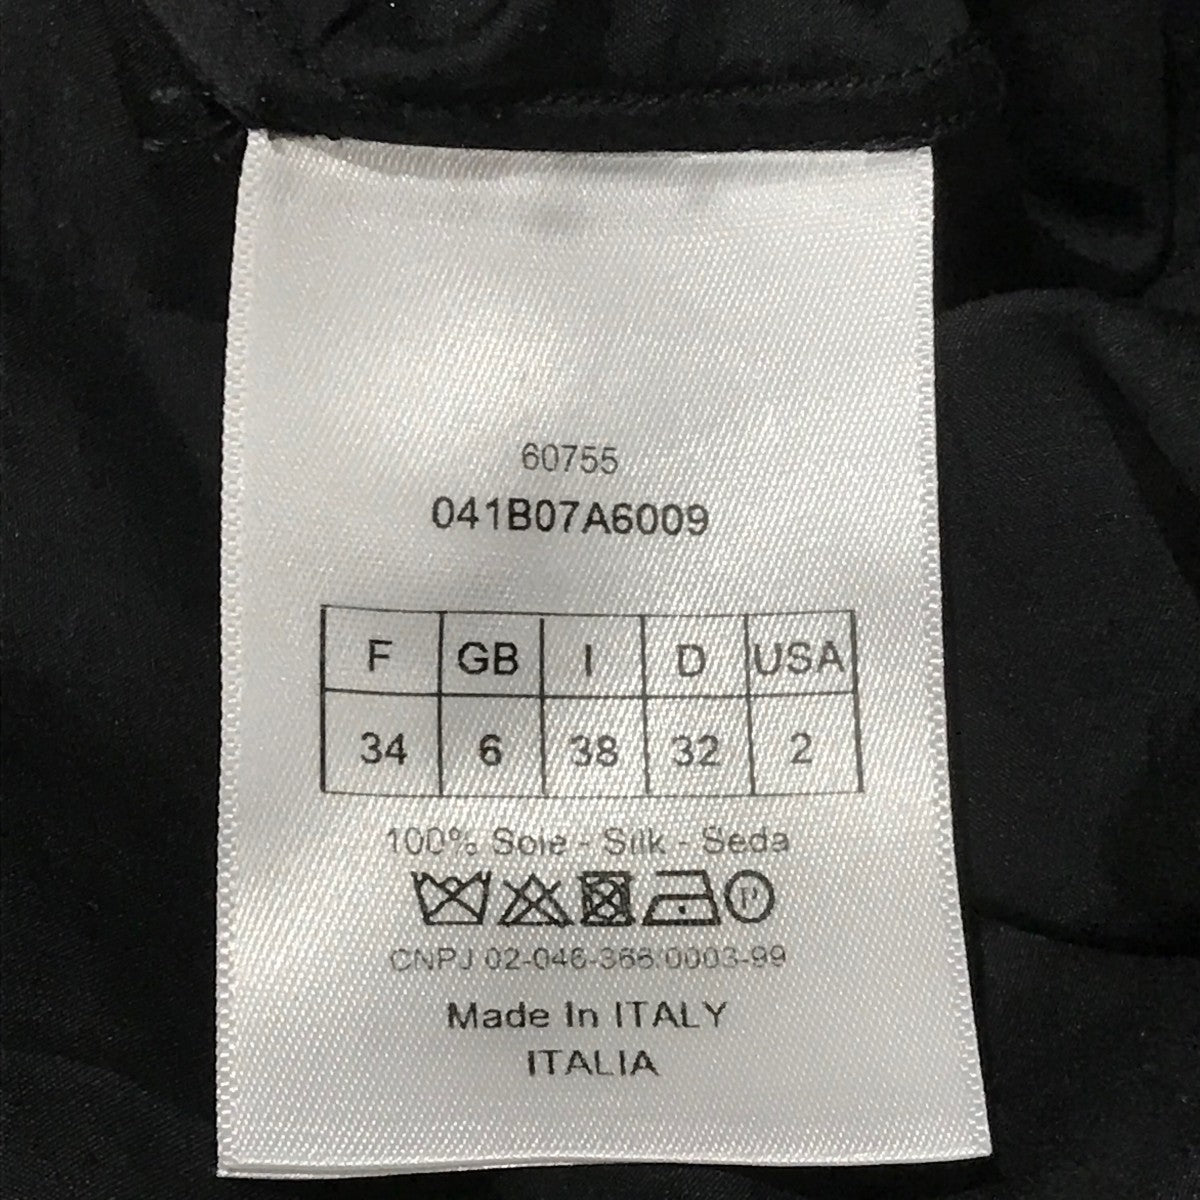 60755
041B07A6009
F GB I D USA
34 6 38 32 2
100% Soie - Silk - Seda
P
CNPJ 02-046-366/0003-99
Made In ITALY
ITALIA